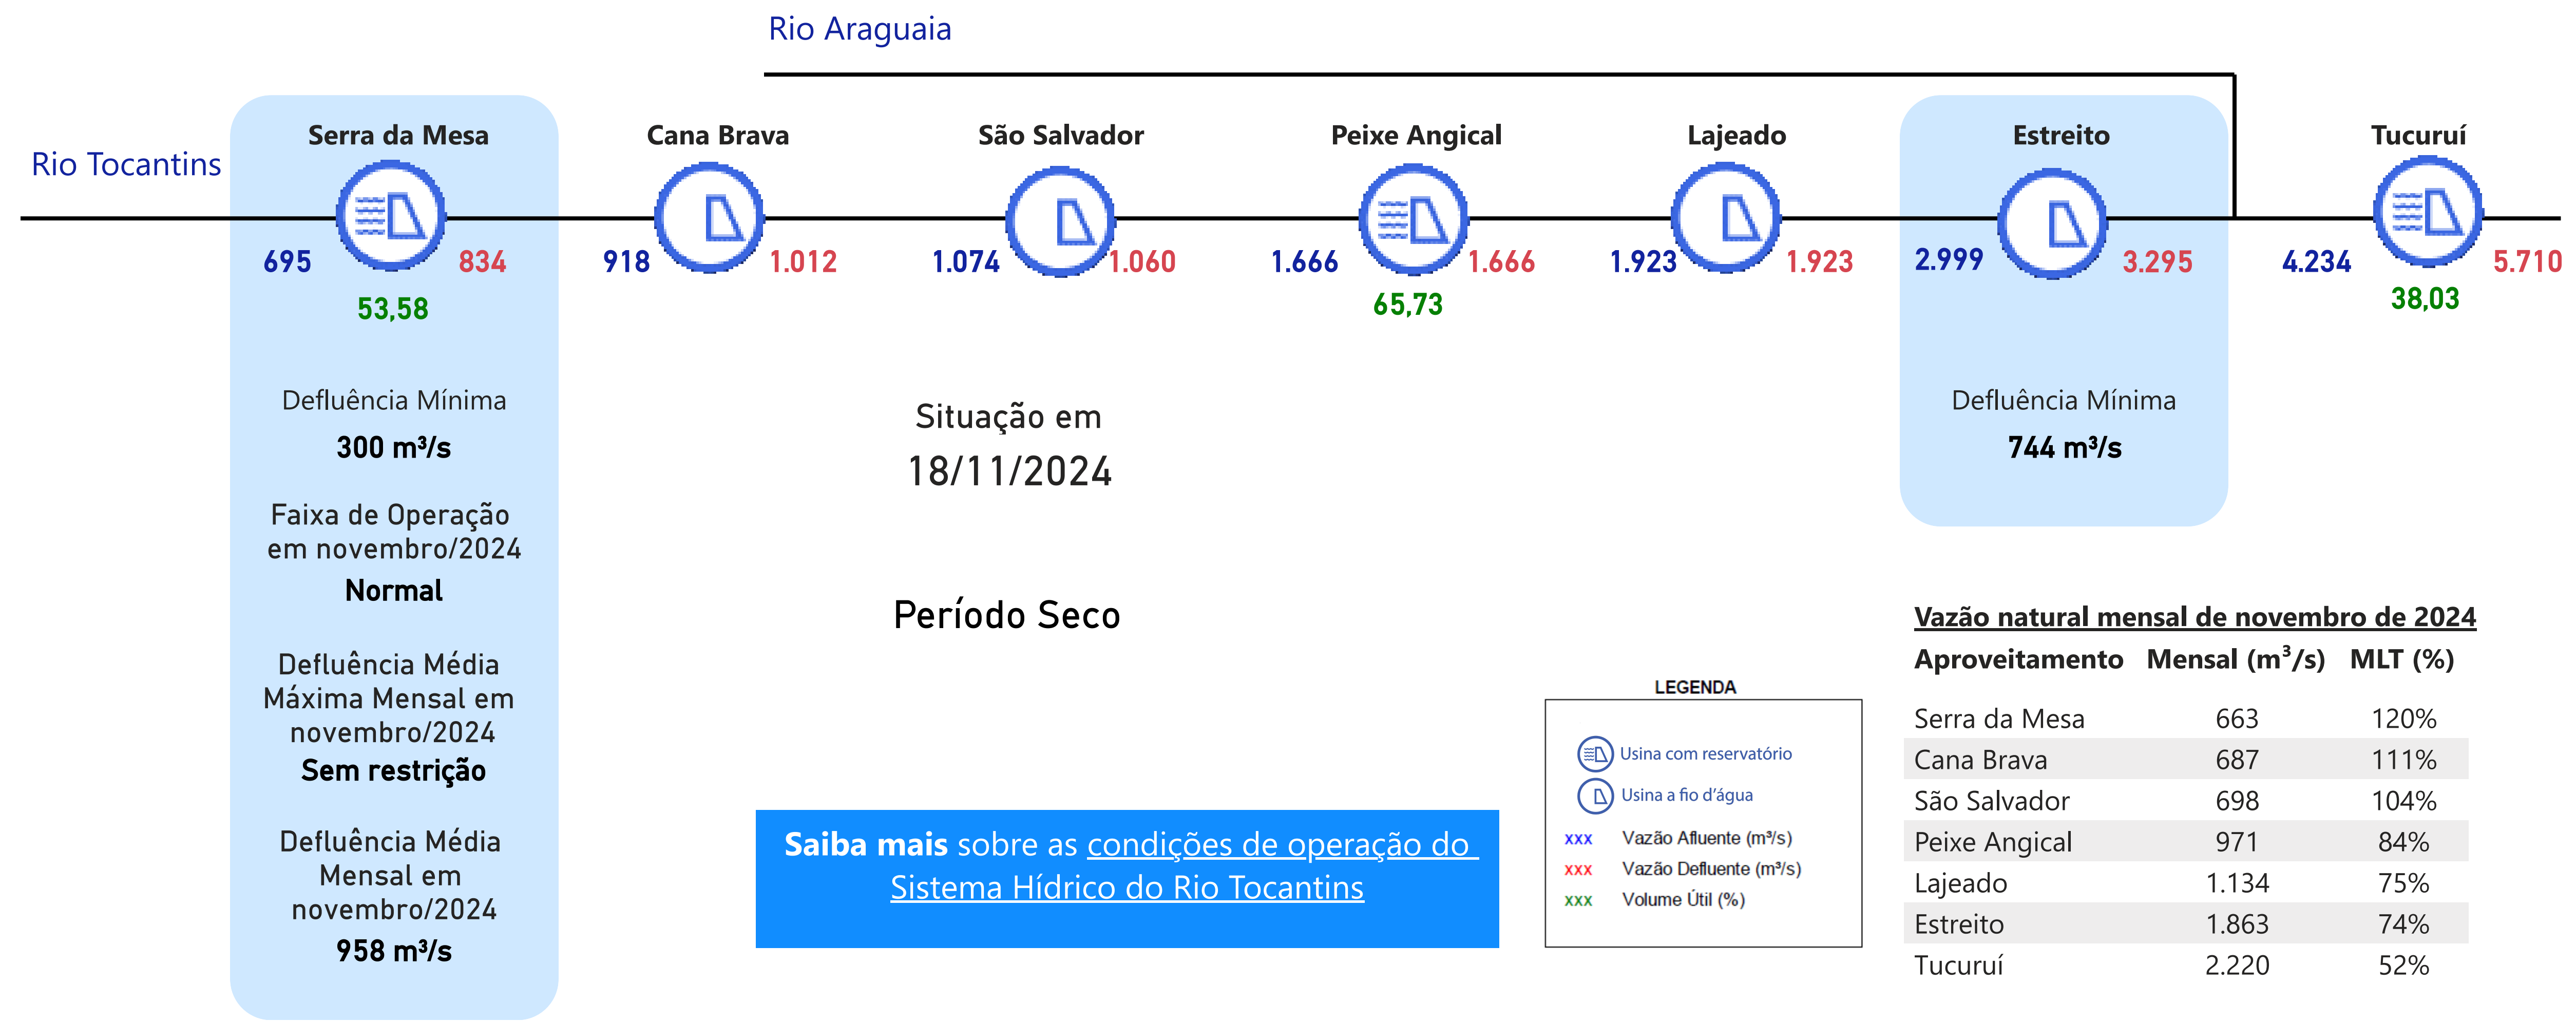 Rio Araguaia
Rio Tocantins
Serra da Mesa
Cana Brava
São Salvador
Peixe Angical
Lajeado
Estreito
Tucuruí
695 834
918 1.012
1.074 1.060
1.666 1.666
1.923 1.923
2.999 3.295
4.234 5.710
53,58
65,73
38,03
Defluência Mínima
300 m³/s
Faixa de Operação
em novembro/2024
Normal
Defluência Média
Máxima Mensal em
novembro/2024
Sem restrição
Defluência Média
Mensal em
novembro/2024
958 m³/s
Situação em
18/11/2024
Período Seco
Defluência Mínima
744 m³/s
Saiba mais sobre as condições de operação do
Sistema Hídrico do Rio Tocantins
LEGENDA
Usina com reservatório
Usina a fio d'água
xxx Vazão Afluente (m³/s)
xxx Vazão Defluente (m³/s)
xxx Volume Útil (%)
Vazão natural mensal de novembro de 2024
Aproveitamento Mensal (m³/s) MLT (%)
Serra da Mesa 663 120%
Cana Brava 687 111%
São Salvador 698 104%
Peixe Angical 971 84%
Lajeado 1.134 75%
Estreito 1.863 74%
Tucuruí 2.220 52%